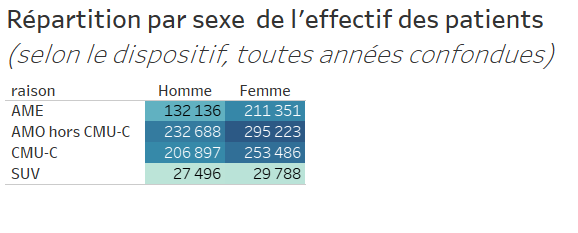 Répartition par sexe de l'effectif des patients
(selon le dispositif, toutes années confondues)
raison Homme Femme
AME 132 136 211 351
AMO hors CMU-C 232 688 295 223
CMU-C 206 897 253 486
SUV 27 496 29 788